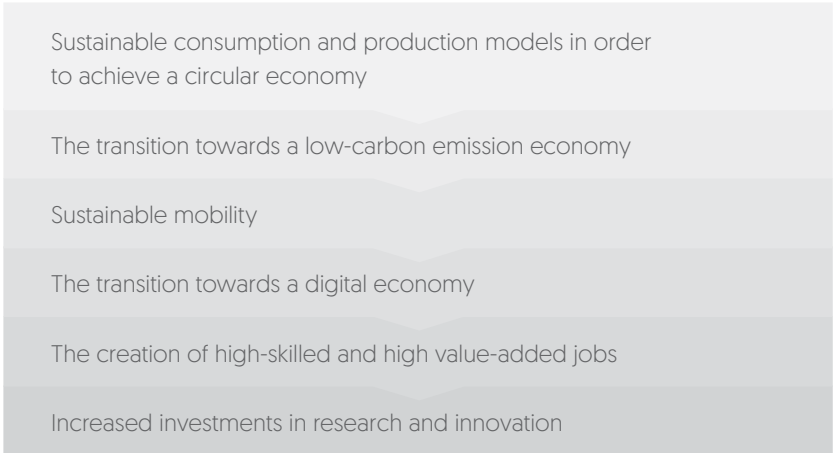 Sustainable consumption and production models in order
to achieve a circular economy
The transition towards a low-carbon emission economy
Sustainable mobility
The transition towards a digital economy
The creation of high-skilled and high value-added jobs
Increased investments in research and innovation